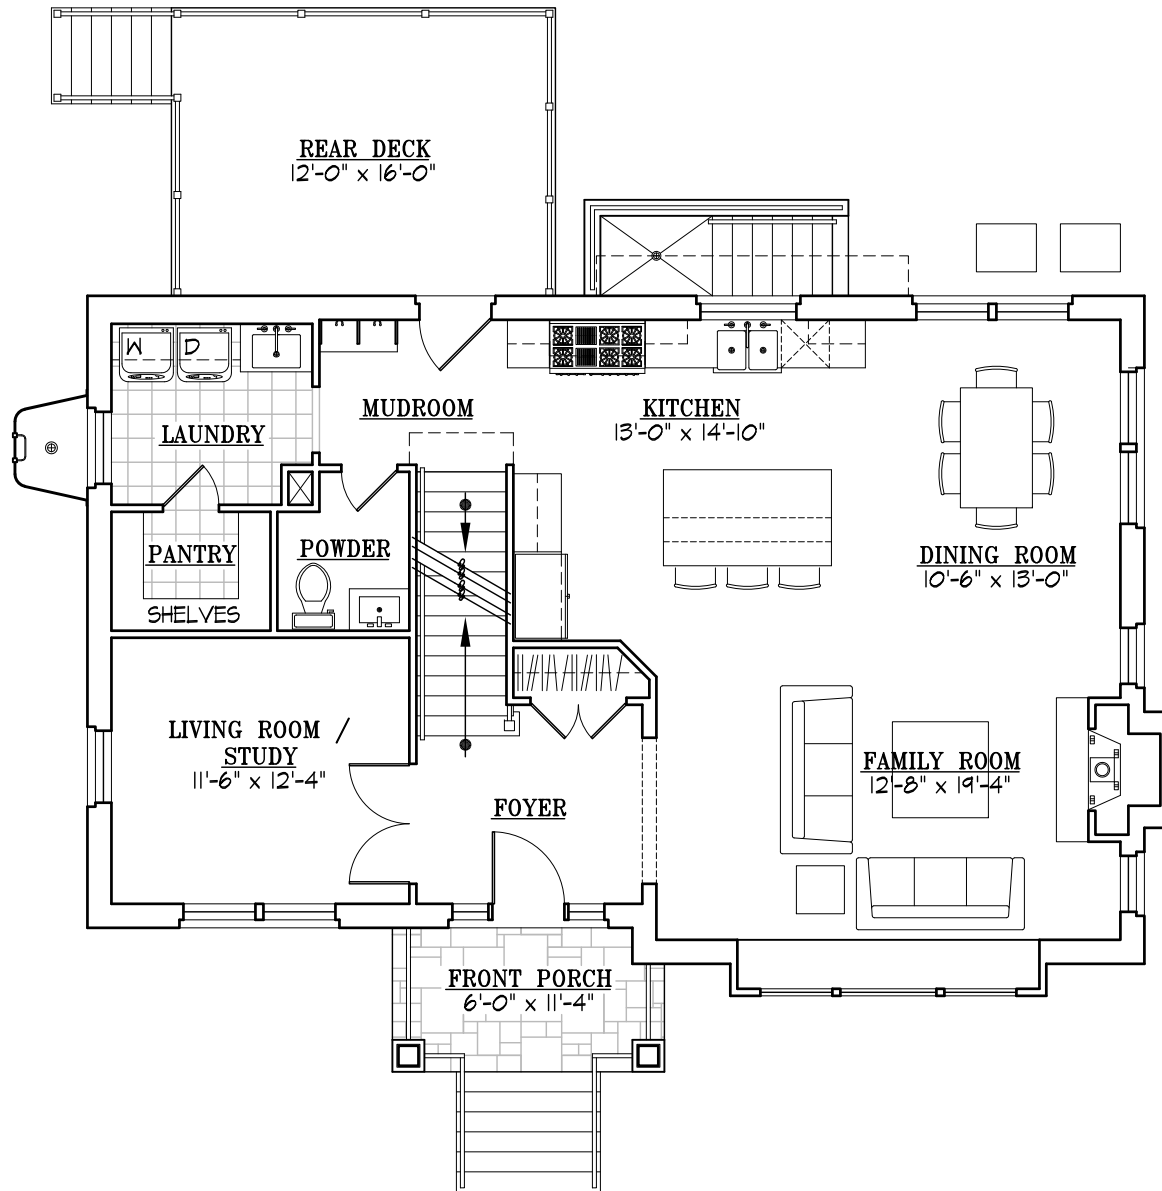 REAR DECK
12'-0" x 16'-0"
W
D
MUDROOM
KITCHEN
13'-0" x 14'-10"
LAUNDRY
PANTRY
POWDER
DINING ROOM
10'-6" x 13'-0"
SHELVES
LIVING ROOM /
STUDY
11'-6" x 12'-4"
FAMILY ROOM
12'-8" x 19'-4"
FOYER
FRONT PORCH
6'-0" x 11'-4"